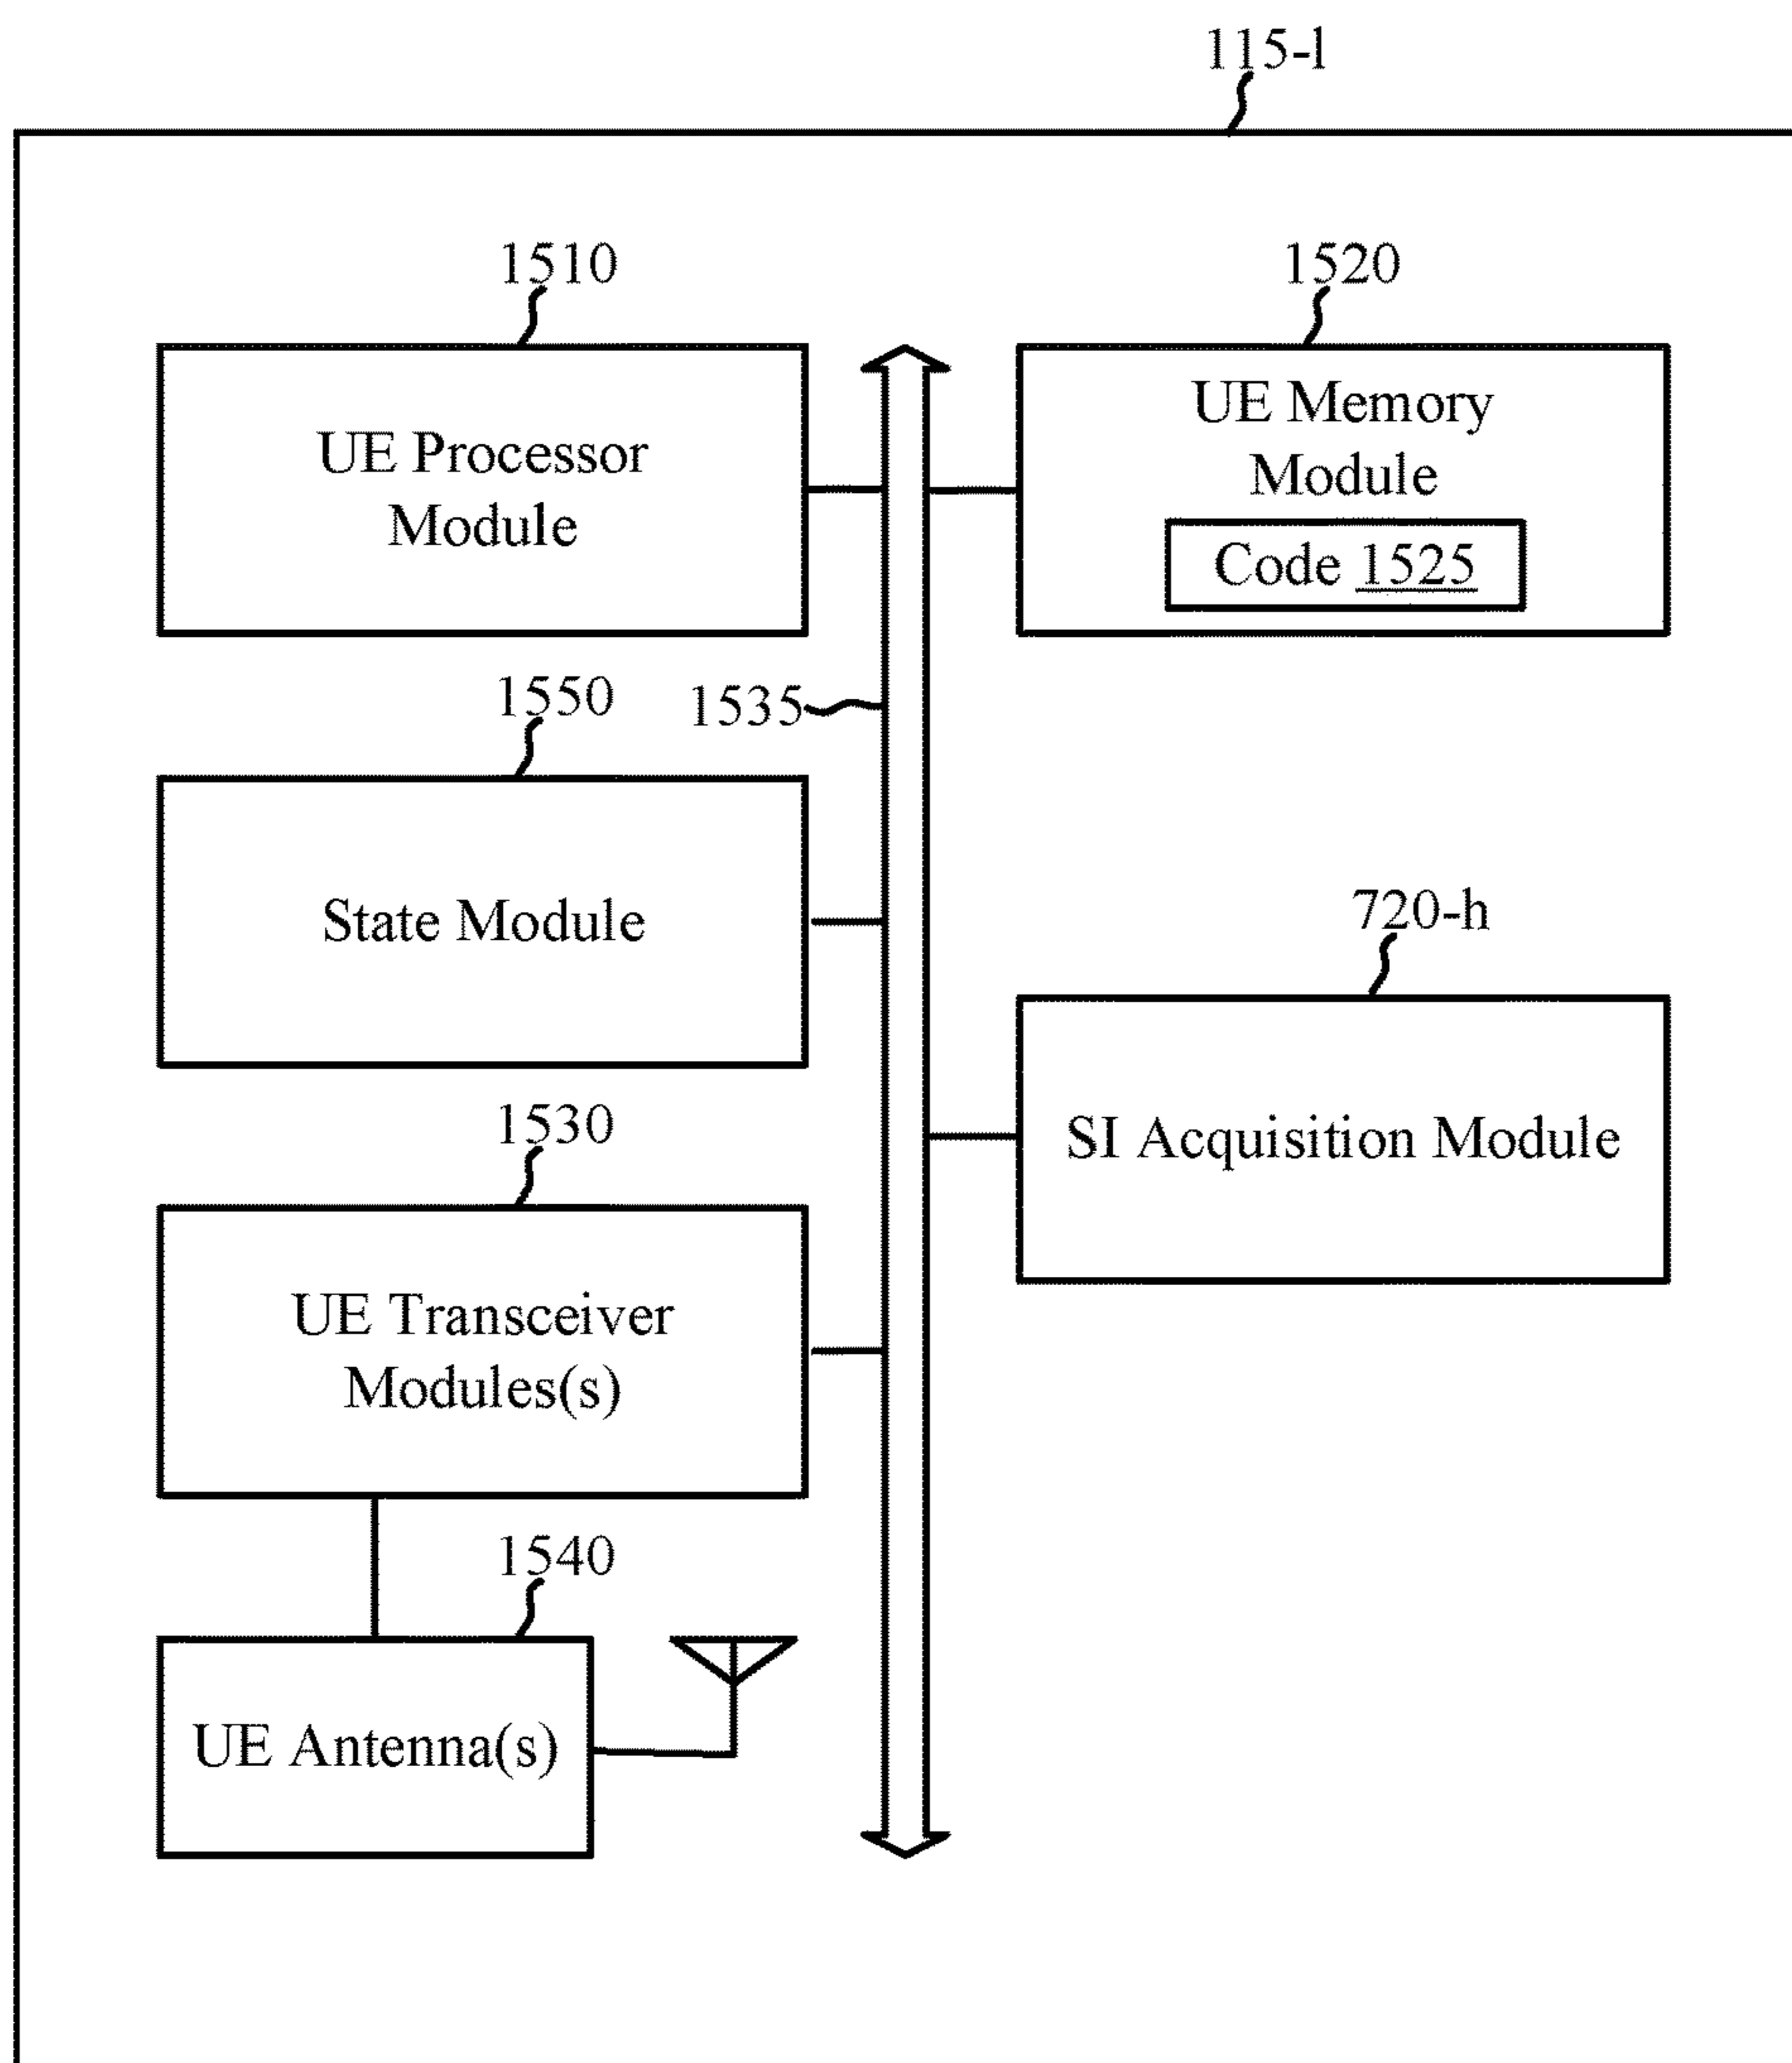 115-l
1510
1520
UE Processor
Module
UE Memory
Module
Code 1525
1550
1535
State Module
720-h
SI Acquisition Module
1530
UE Transceiver
Modules(s)
1540
UE Antenna(s)